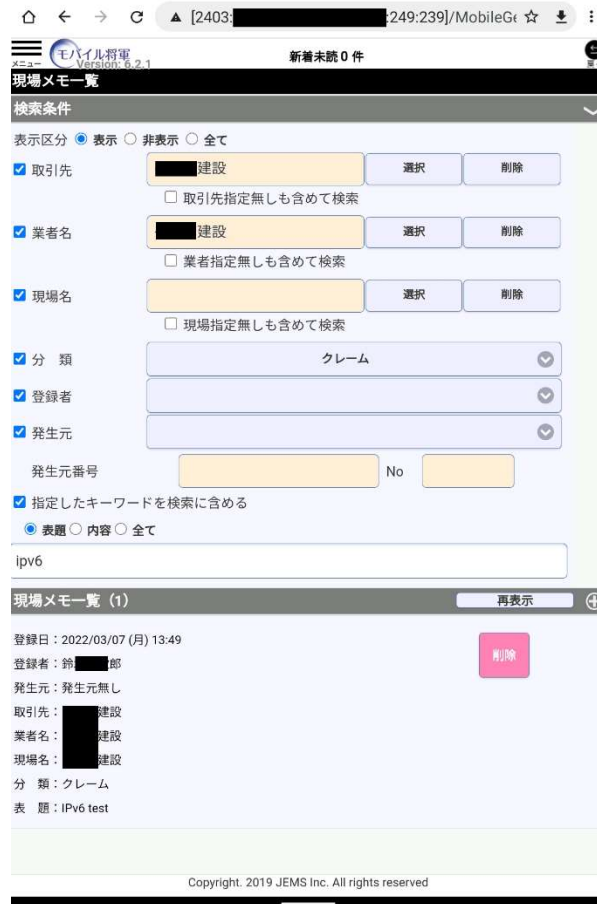 [2403: :249:239]/MobileGe
メニュー モバイル将軍 Version: 6.2.1 新着未読 0 件
現場メモ一覧
検索条件
表示区分 表示 非表示 全て
取引先 建設 選択 削除
取引先指定無しも含めて検索
業者名 建設 選択 削除
業者指定無しも含めて検索
現場名 選択 削除
現場指定無しも含めて検索
分 類 クレーム
登録者
発生元
発生元番号 No
指定したキーワードを検索に含める
表題 内容 全て
ipv6
現場メモ一覧 (1) 再表示
登録日：2022/03/07 (月) 13:49
削除
登録者：鈴 郎
発生元：発生元無し
取引先： 建設
業者名： 建設
現場名： 建設
分 類：クレーム
表 題：IPv6 test
Copyright. 2019 JEMS Inc. All rights reserved